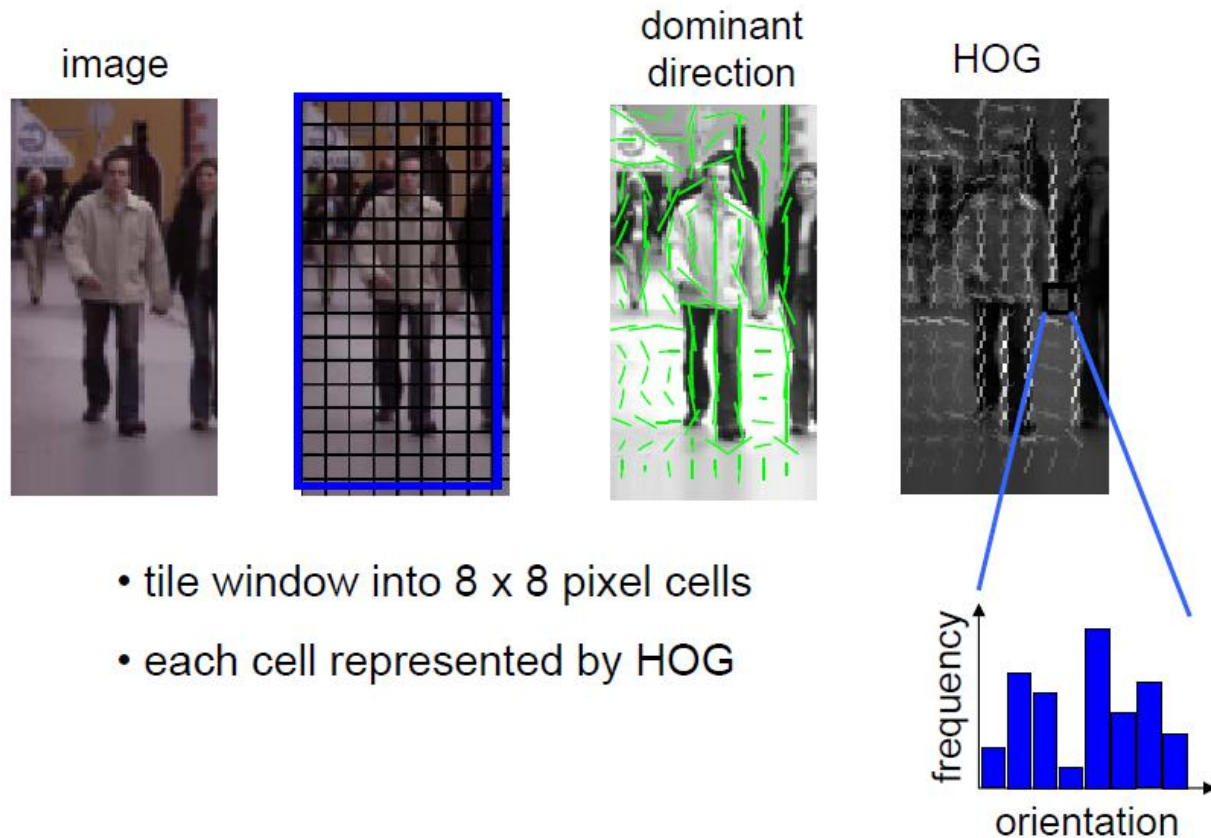 image
dominant
direction
HOG
• tile window into 8 x 8 pixel cells
• each cell represented by HOG
frequency
orientation